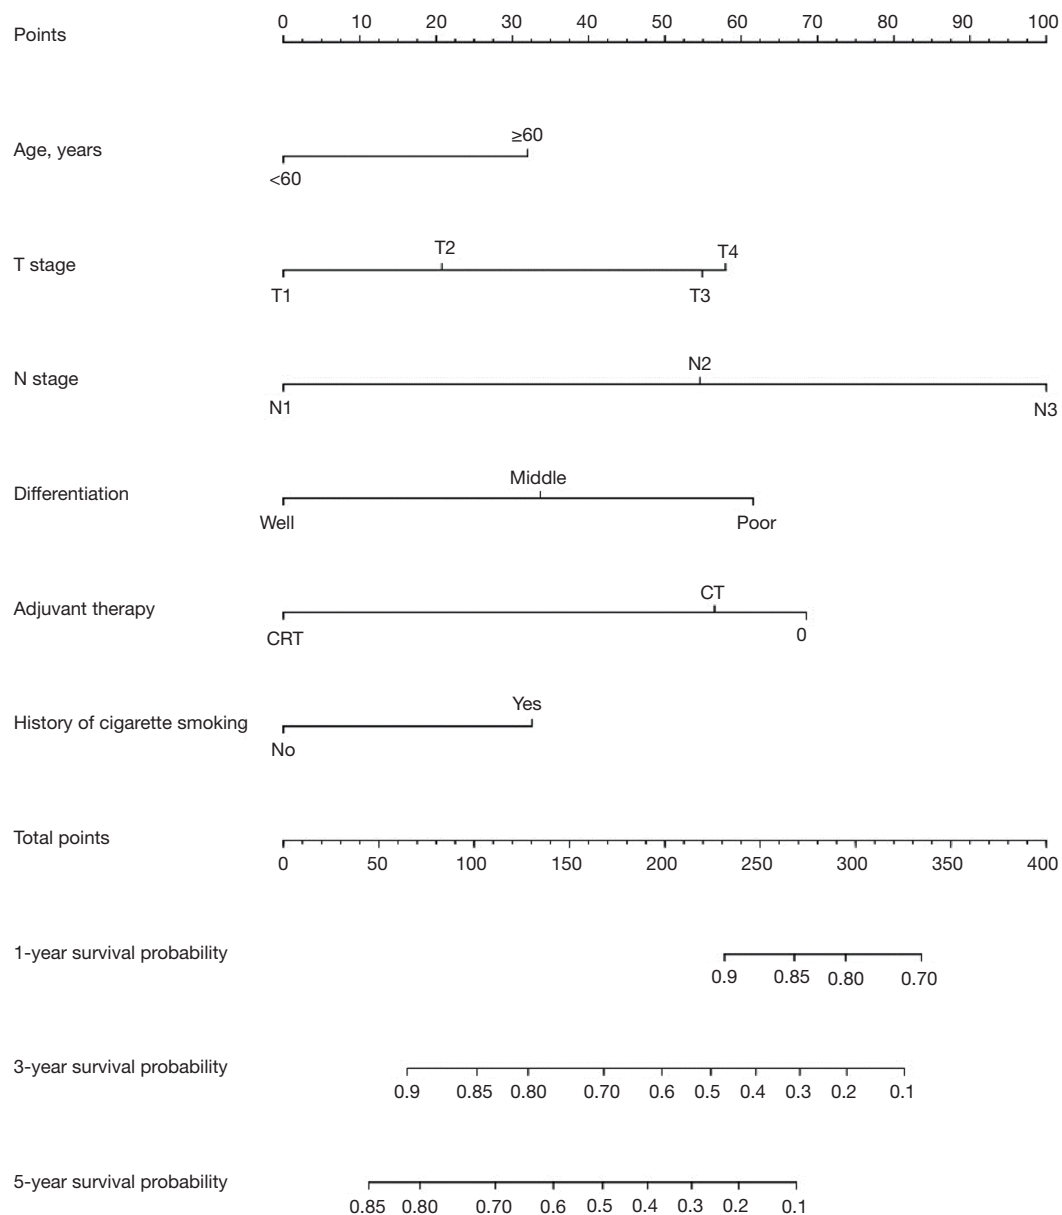 Points 0 10 20 30 40 50 60 70 80 90 100
≥60
Age, years
<60
T2 T4
T stage
T1 T3
N2
N stage
N1 N3
Middle
Differentiation
Well Poor
CT
Adjuvant therapy
CRT 0
Yes
History of cigarette smoking
No
Total points
0 50 100 150 200 250 300 350 400
1-year survival probability
0.9 0.85 0.80 0.70
3-year survival probability
0.9 0.85 0.80 0.70 0.6 0.5 0.4 0.3 0.2 0.1
5-year survival probability
0.85 0.80 0.70 0.6 0.5 0.4 0.3 0.2 0.1